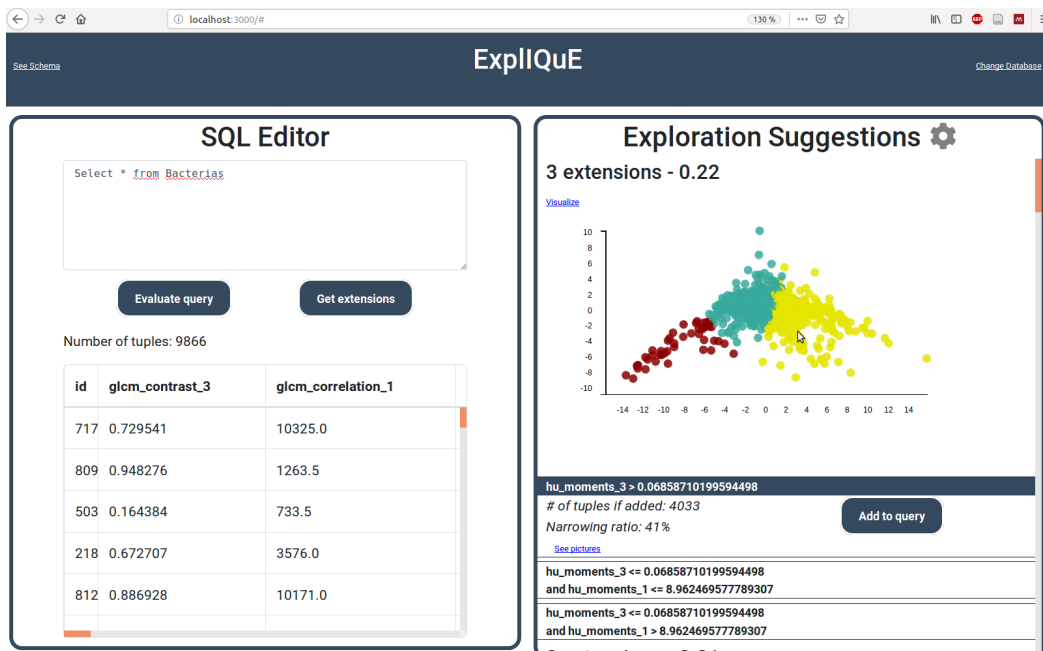 localhost:3000/#
130 %
ABP
See Schema
ExplIQuE
Change Database
SQL Editor
Select * from Bacterias
Evaluate query
Get extensions
Number of tuples: 9866
id glcm_contrast_3 glcm_correlation_1
717 0.729541 10325.0
809 0.948276 1263.5
503 0.164384 733.5
218 0.672707 3576.0
812 0.886928 10171.0
Exploration Suggestions
3 extensions - 0.22
Visualize
10
8
6
4
2
0
-2
-4
-6
-8
-10
-14 -12 -10 -8 -6 -4 -2 0 2 4 6 8 10 12 14
hu_moments_3 > 0.06858710199594498
# of tuples if added: 4033
Narrowing ratio: 41%
Add to query
See pictures
hu_moments_3 <= 0.06858710199594498
and hu_moments_1 <= 8.962469577789307
hu_moments_3 <= 0.06858710199594498
and hu_moments_1 > 8.962469577789307